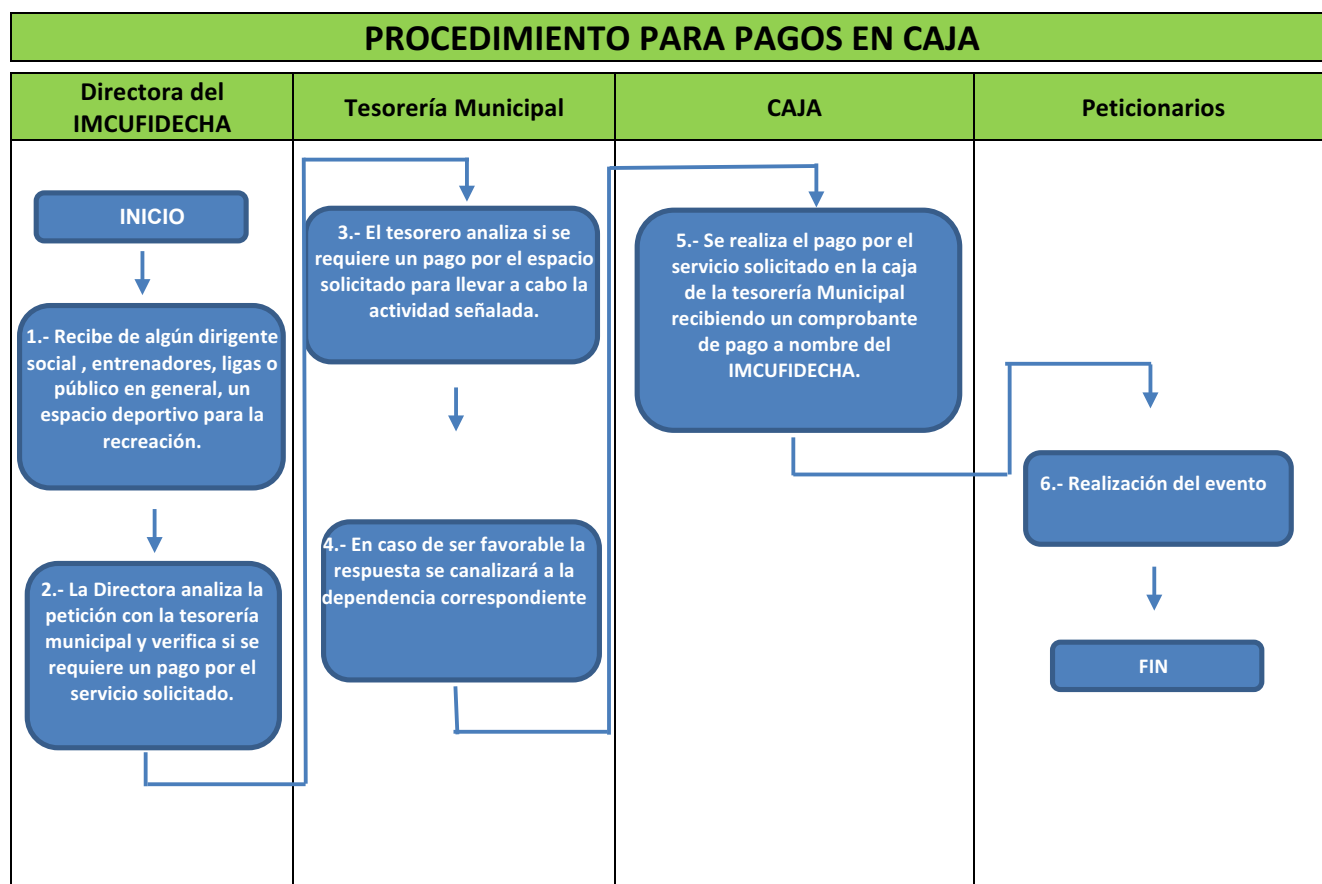 PROCEDIMIENTO PARA PAGOS EN CAJA
Directora del
IMCUFIDECHA
Tesorería Municipal
CAJA
Peticionarios
INICIO
1.- Recibe de algún dirigente
social , entrenadores, ligas o
público en general, un
espacio deportivo para la
recreación.
2.- La Directora analiza la
petición con la tesorería
municipal y verifica si se
requiere un pago por el
servicio solicitado.
3.- El tesorero analiza si se
requiere un pago por el espacio
solicitado para llevar a cabo la
actividad señalada.
4.- En caso de ser favorable la
respuesta se canalizará a la
dependencia correspondiente
5.- Se realiza el pago por el
servicio solicitado en la caja
de la tesorería Municipal
recibiendo un comprobante
de pago a nombre del
IMCUFIDECHA.
6.- Realización del evento
FIN